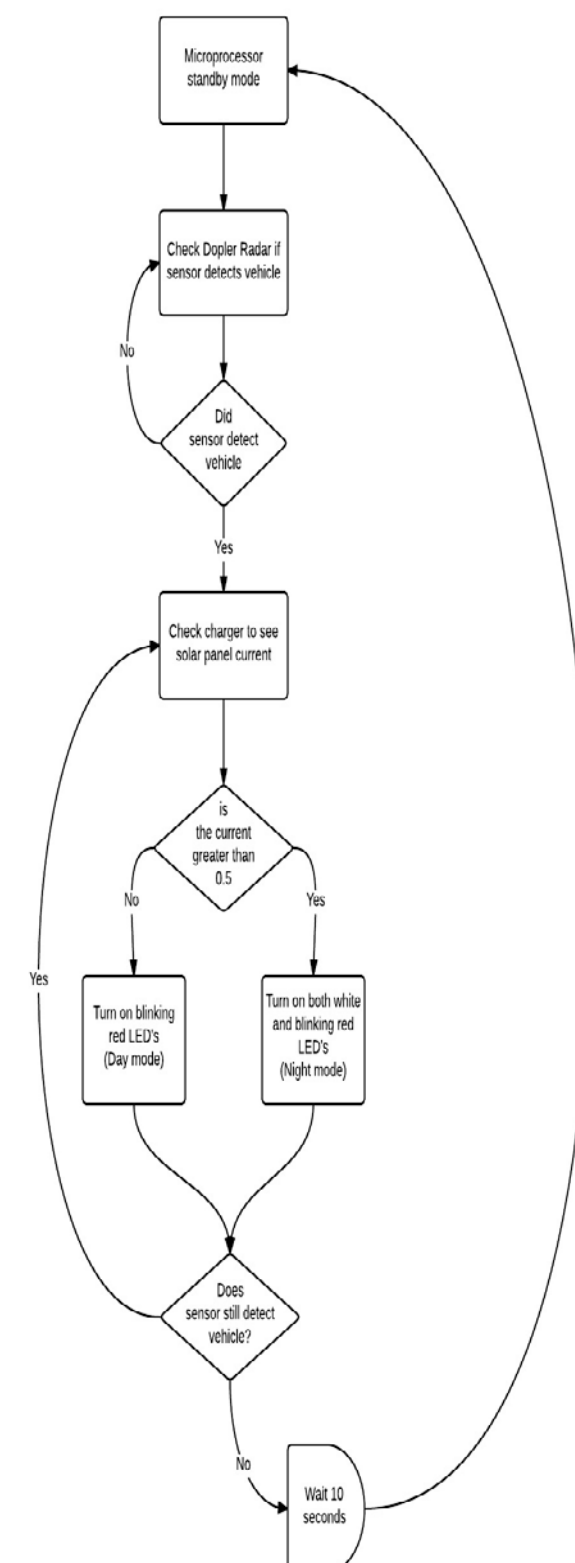 Microprocessor
standby mode
Check Dopler Radar if
sensor detects vehicle
No
Did
sensor detect
vehicle
Yes
Check charger to see
solar panel current
is
the current
greater than
0.5
No
Yes
Yes
Turn on blinking
red LED's
(Day mode)
Turn on both white
and blinking red
LED's
(Night mode)
Does
sensor still detect
vehicle?
No
Wait 10
seconds